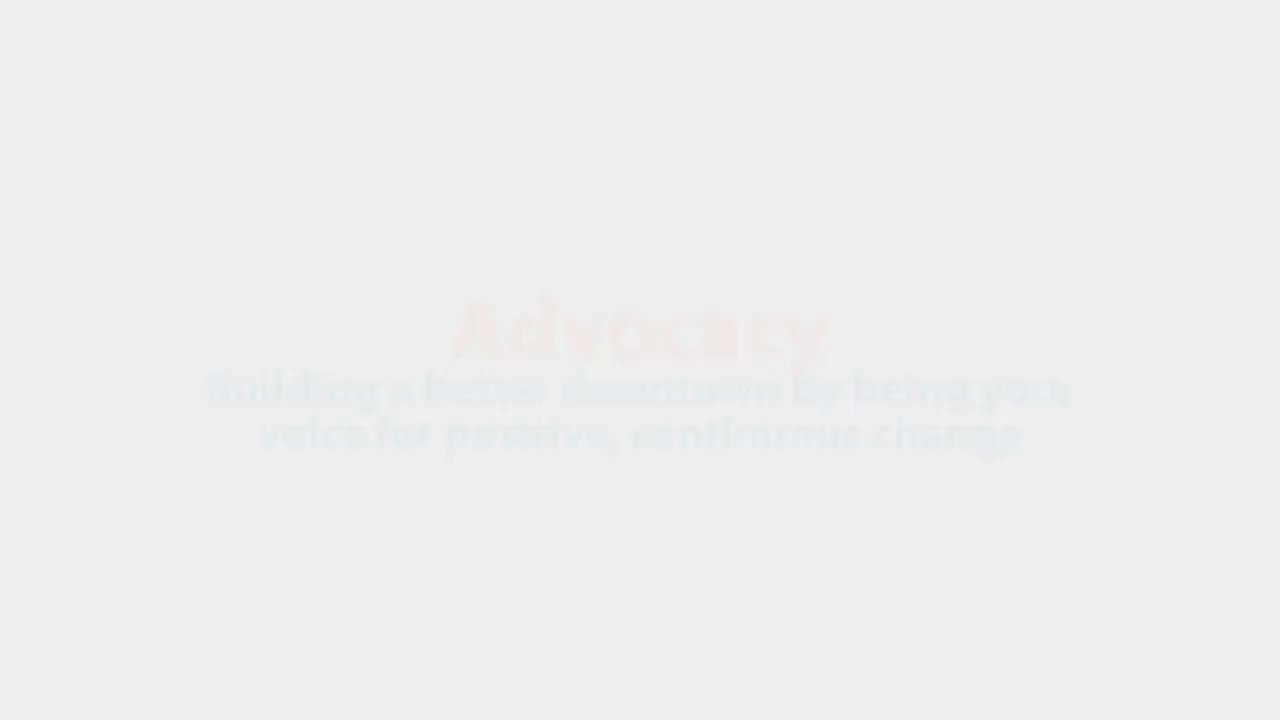 Advocacy
Building a better downtown by being your
voice for positive, continuous change